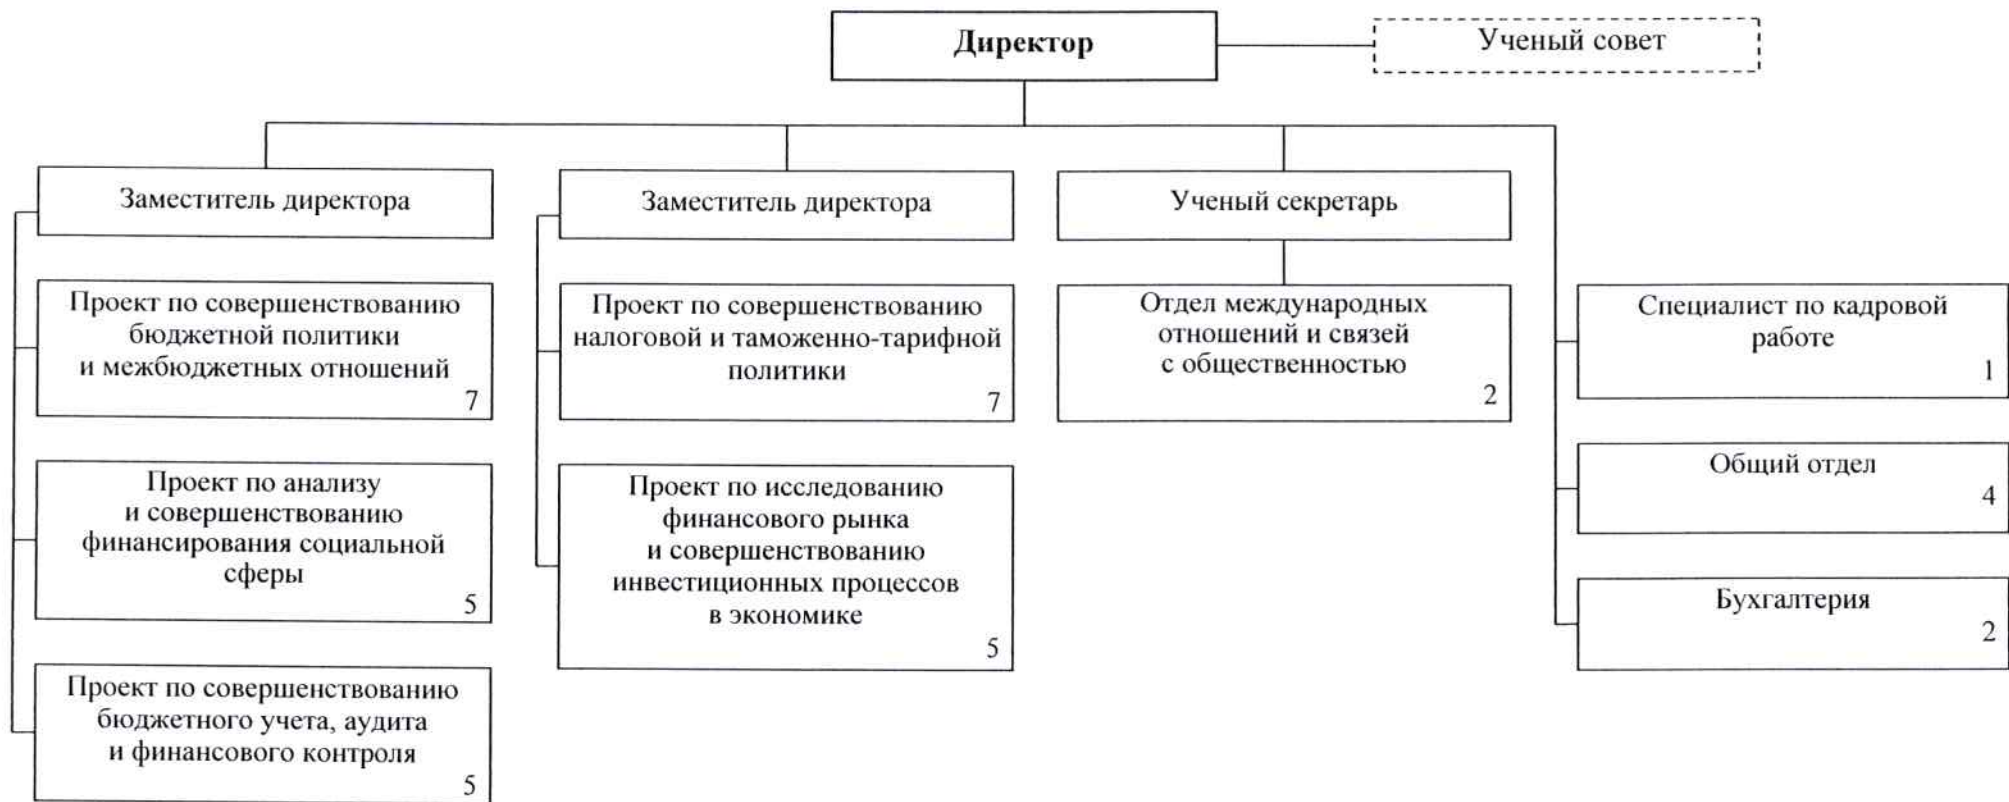 Директор
Ученый совет
Заместитель директора
Проект по совершенствованию
бюджетной политики
и межбюджетных отношений
7
Проект по анализу
и совершенствованию
финансирования социальной
сферы
5
Проект по совершенствованию
бюджетного учета, аудита
и финансового контроля
5
Заместитель директора
Проект по совершенствованию
налоговой и таможенно-тарифной
политики
7
Проект по исследованию
финансового рынка
и совершенствованию
инвестиционных процессов
в экономике
5
Ученый секретарь
Отдел международных
отношений и связей
с общественностью
2
Специалист по кадровой
работе
1
Общий отдел
4
Бухгалтерия
2